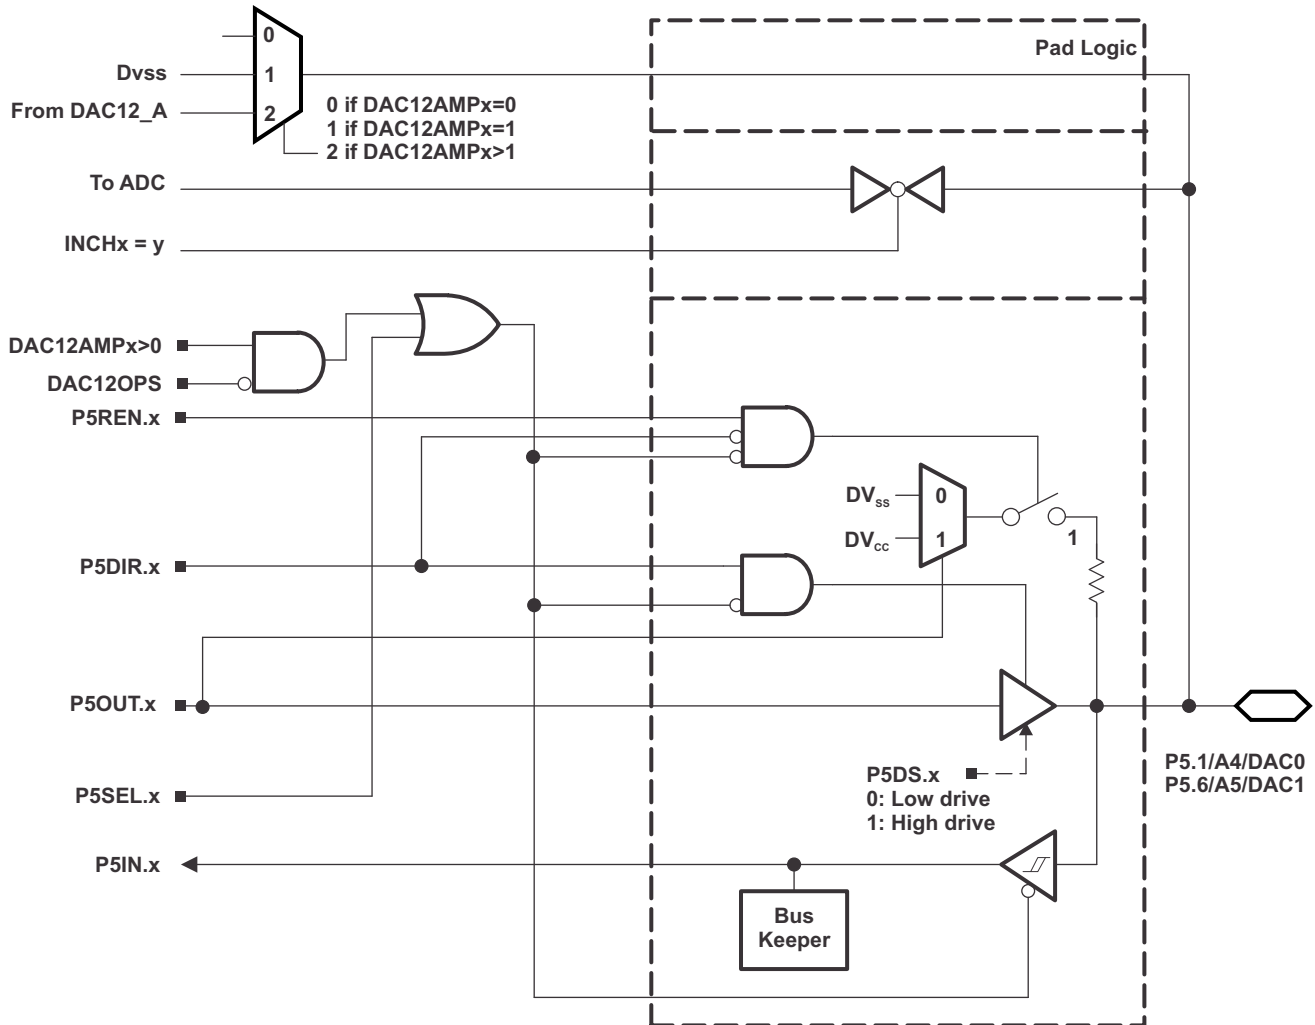 0
Pad Logic
Dvss
1
From DAC12_A
2
0 if DAC12AMPx=0
1 if DAC12AMPx=1
2 if DAC12AMPx>1
To ADC
INCHx = y
DAC12AMPx>0
DAC12OPS
P5REN.x
DVss
0
DVcc
1
1
P5DIR.x
P5OUT.x
P5DS.x
0: Low drive
1: High drive
P5.1/A4/DAC0
P5.6/A5/DAC1
P5SEL.x
P5IN.x
Bus
Keeper